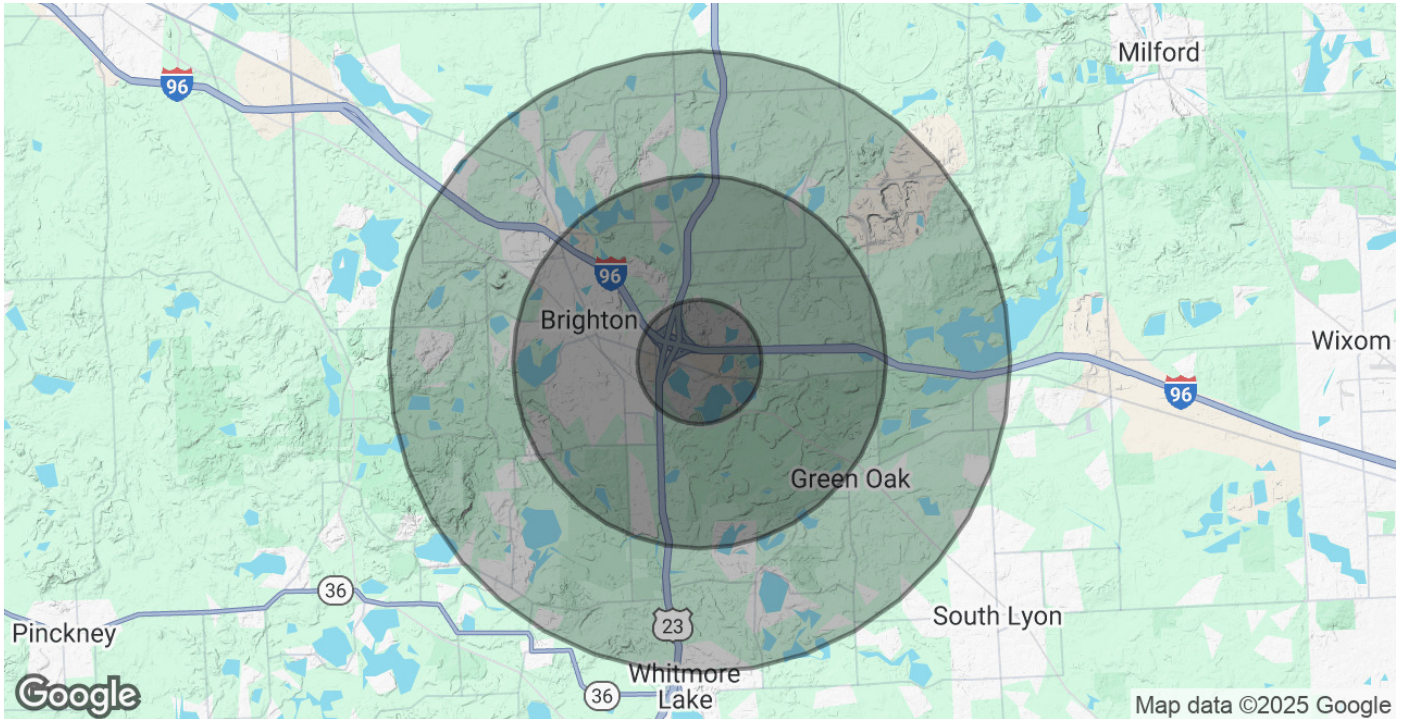 Milford
96
96
Brighton
Wixom
96
Green Oak
36
South Lyon
23
Pinckney
Whitmore
Lake
36
Google
Map data ©2025 Google